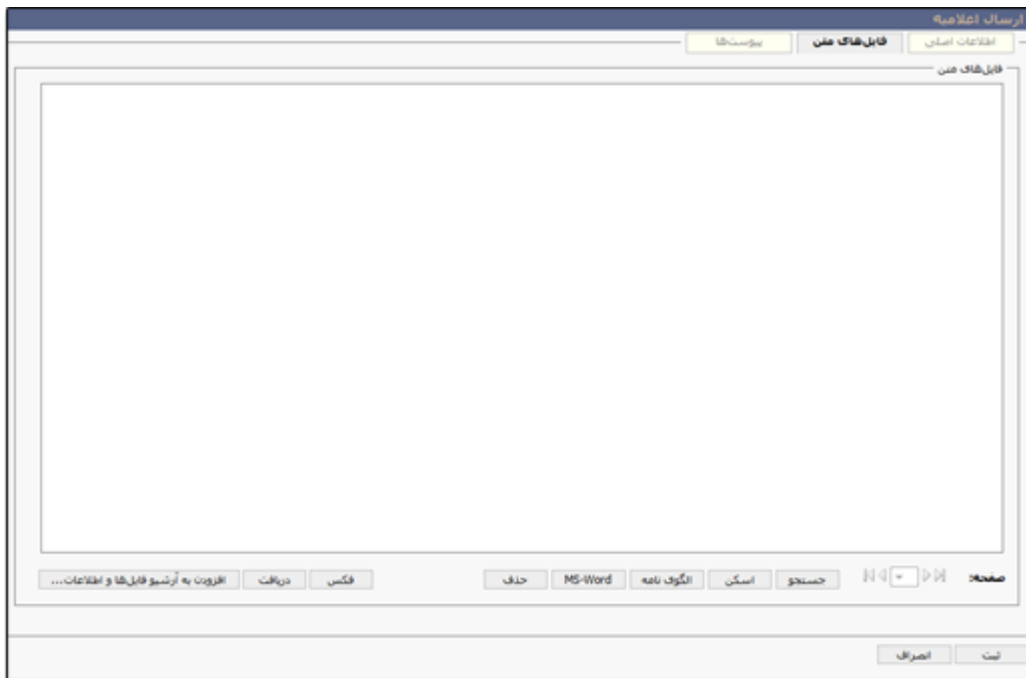 ارسال اعلامیه
اطلاعات اصلی فایل‌های متن پیوست‌ها
فایل‌های متن
صفحه: جستجو اسکن الگوی نامه MS-Word حذف فکس دریافت افزودن به آرشیو فایل‌ها و اطلاعات...
ثبت انصراف